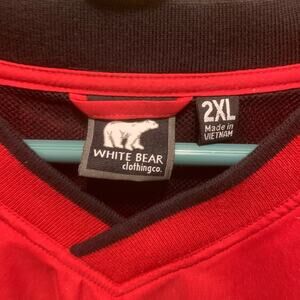 WHITE BEAR
clothingco.
2XL
Made in
VIETNAM